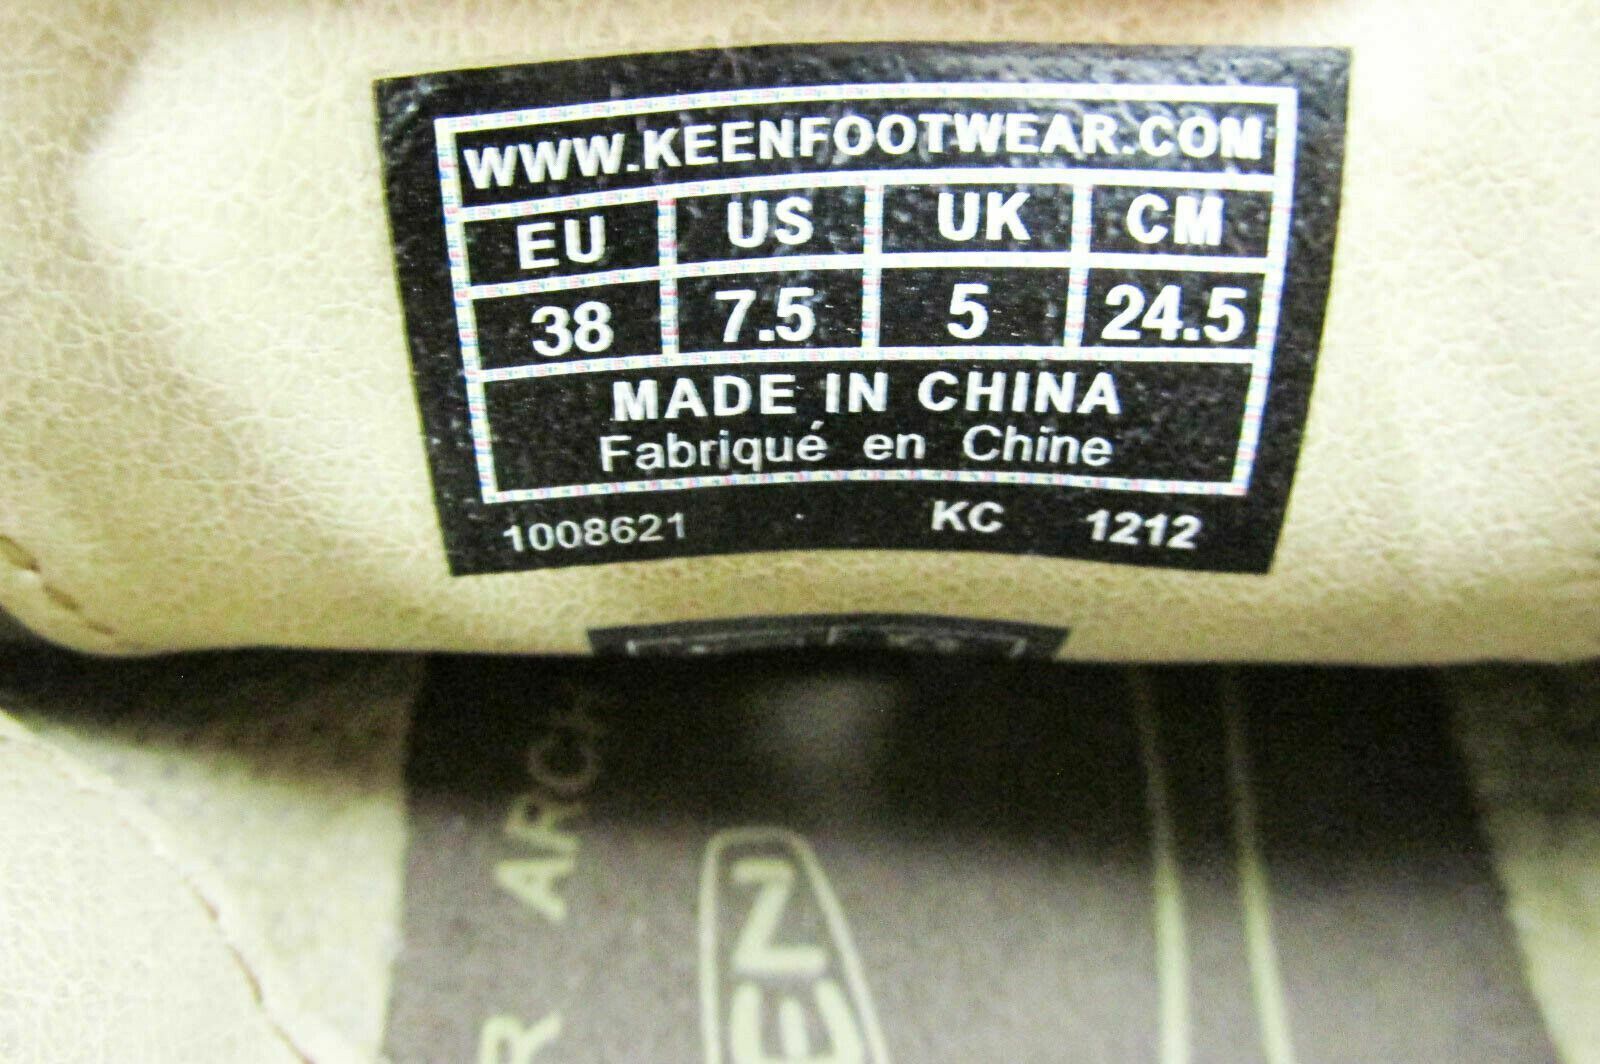 WWW.KEENFOOTWEAR.COM
EU US UK CM
38 7.5 5 24.5
MADE IN CHINA
Fabriqué en Chine
1008621 KC 1212